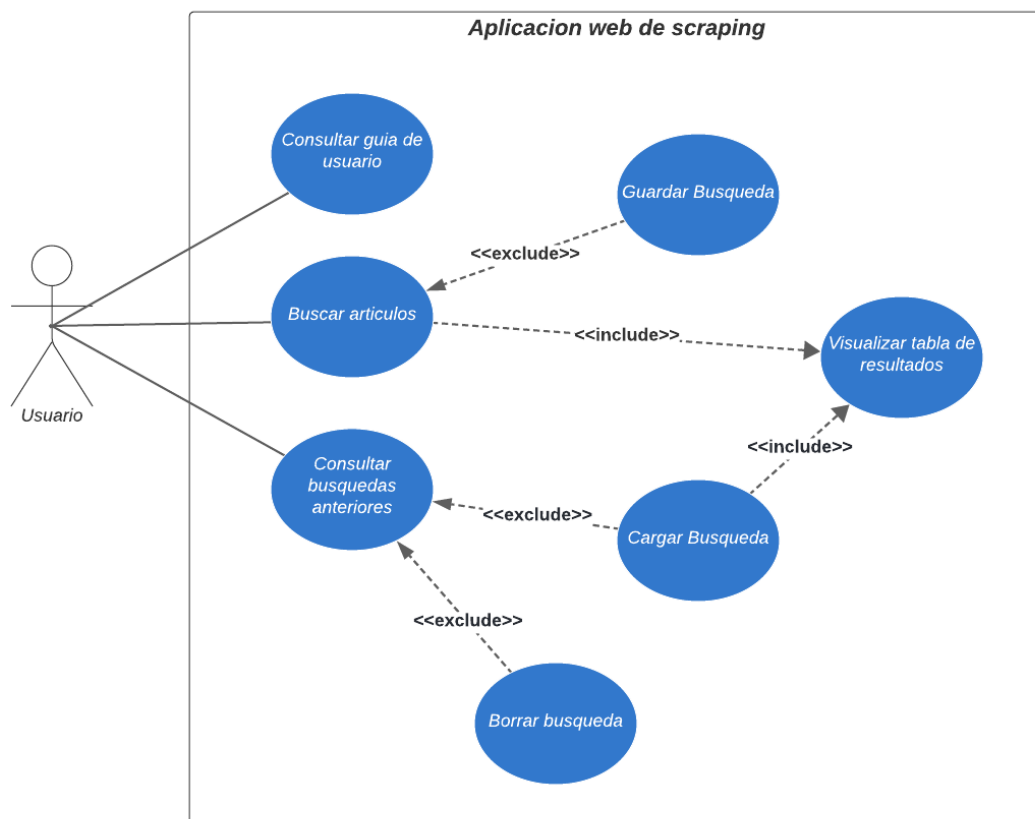 Aplicacion web de scraping
Consultar guia de
usuario
Guardar Busqueda
<<exclude>>
Buscar articulos
<<include>>
Visualizar tabla de
resultados
Usuario
<<include>>
Consultar
busquedas
anteriores
<<exclude>>
Cargar Busqueda
<<exclude>>
Borrar busqueda